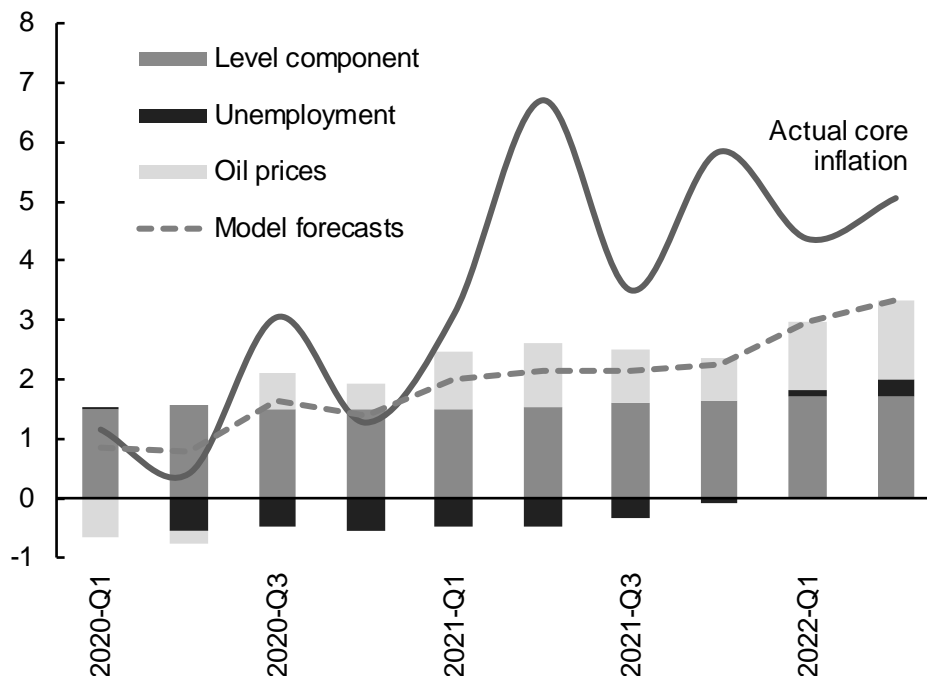 8
7
6
5
4
3
2
1
0
-1
Level component
Unemployment
Oil prices
Model forecasts
Actual core
inflation
2020-Q1
2020-Q3
2021-Q1
2021-Q3
2022-Q1